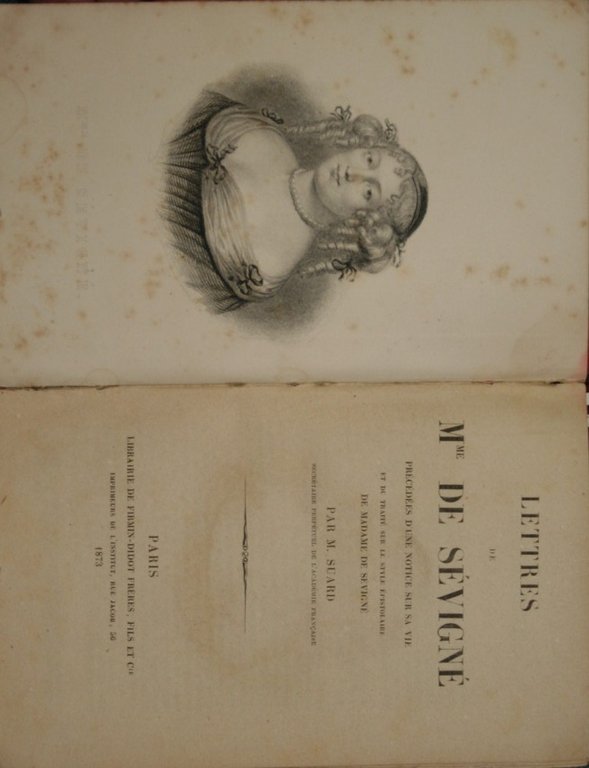 LETTRES
DE
MME DE SÉVIGNÉ
PRÉCÉDÉES D'UNE NOTICE SUR SA VIE
ET DU TRAITÉ SUR LE STYLE ÉPISTOLAIRE
DE MADAME DE SÉVIGNÉ
PAR M. SUARD
SECRÉTAIRE PERPÉTUEL DE L'ACADÉMIE FRANÇAISE
PARIS
LIBRAIRIE DE FIRMIN-DIDOT FRÈRES, FILS ET CIE
IMPRIMEURS DE L'INSTITUT, RUE JACOB, 56
1873